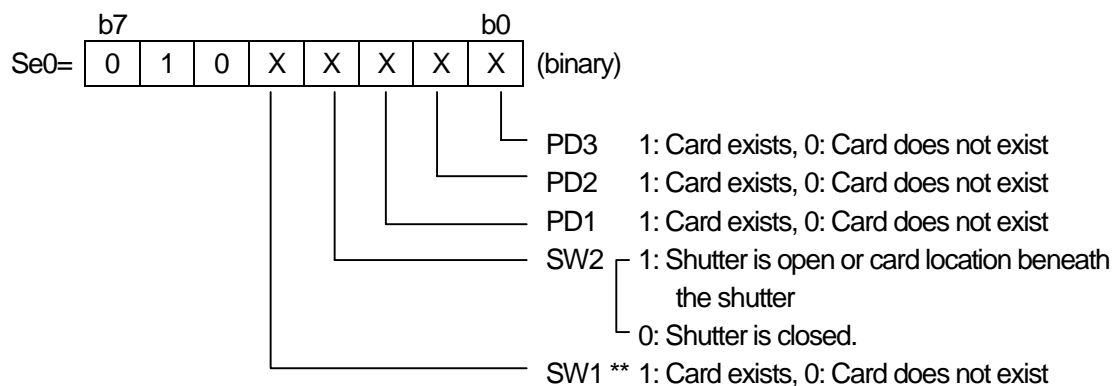 b7 b0
Se0= 0 1 0 X X X X X (binary)
PD3 1: Card exists, 0: Card does not exist
PD2 1: Card exists, 0: Card does not exist
PD1 1: Card exists, 0: Card does not exist
SW2 1: Shutter is open or card location beneath
the shutter
0: Shutter is closed.
SW1 ** 1: Card exists, 0: Card does not exist